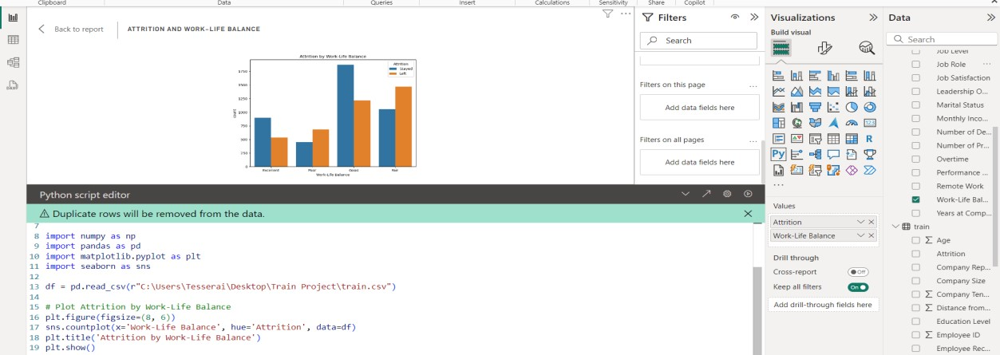 Clipboard
Data
Queries
Insert
Calculations
Sensitivity
Share
Copilot
Back to report
ATTRITION AND WORK-LIFE BALANCE
Attrition by Work-Life Balance
Attrition
Stayed
Left
count
1750
1500
1250
1000
750
500
250
0
Excellent
Poor
Good
Fair
Work-Life Balance
Filters
Search
Filters on this page
...
Add data fields here
Filters on all pages
...
Add data fields here
Visualizations
Build visual
123
R
Py
...
Values
Attrition
Work-Life Balance
Drill through
Cross-report
Off
Keep all filters
On
Add drill-through fields here
Data
Search
Job Level
Job Role
...
Job Satisfaction
Leadership O...
Marital Status
Monthly Inco...
Number of De...
Number of Pr...
Overtime
Performance ...
Remote Work
Work-Life Bal...
Years at Comp...
train
Age
Attrition
Company Rep...
Company Size
Company Ten...
Distance from...
Education Level
Employee ID
Employee Rec...
Python script editor
Duplicate rows will be removed from the data.
7
8 import numpy as np
9 import pandas as pd
10 import matplotlib.pyplot as plt
11 import seaborn as sns
12
13 df = pd.read_csv(r"C:\Users\Tesserai\Desktop\Train Project\train.csv")
14
15 # Plot Attrition by Work-Life Balance
16 plt.figure(figsize=(8, 6))
17 sns.countplot(x='Work-Life Balance', hue='Attrition', data=df)
18 plt.title('Attrition by Work-Life Balance')
19 plt.show()